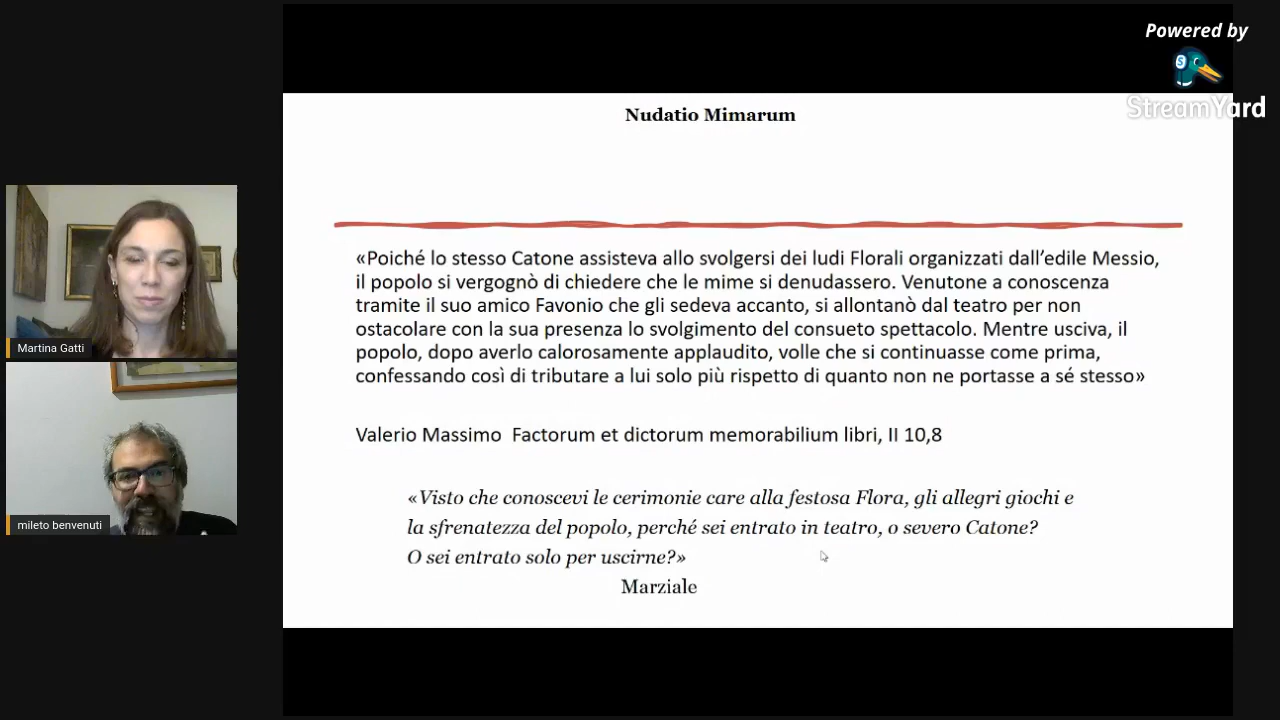 Powered by
StreamYard
Nudatio Mimarum
«Poiché lo stesso Catone assisteva allo svolgersi dei ludi Florali organizzati dall’edile Messio,
il popolo si vergognò di chiedere che le mime si denudassero. Venutone a conoscenza
tramite il suo amico Favonio che gli sedeva accanto, si allontanò dal teatro per non
ostacolare con la sua presenza lo svolgimento del consueto spettacolo. Mentre usciva, il
popolo, dopo averlo calorosamente applaudito, volle che si continuasse come prima,
confessando così di tributare a lui solo più rispetto di quanto non ne portasse a sé stesso»
Valerio Massimo Factorum et dictorum memorabilium libri, II 10,8
«Visto che conoscevi le cerimonie care alla festosa Flora, gli allegri giochi e
la sfrenatezza del popolo, perché sei entrato in teatro, o severo Catone?
O sei entrato solo per uscirne?»
Marziale
Martina Gatti
mileto benvenuti